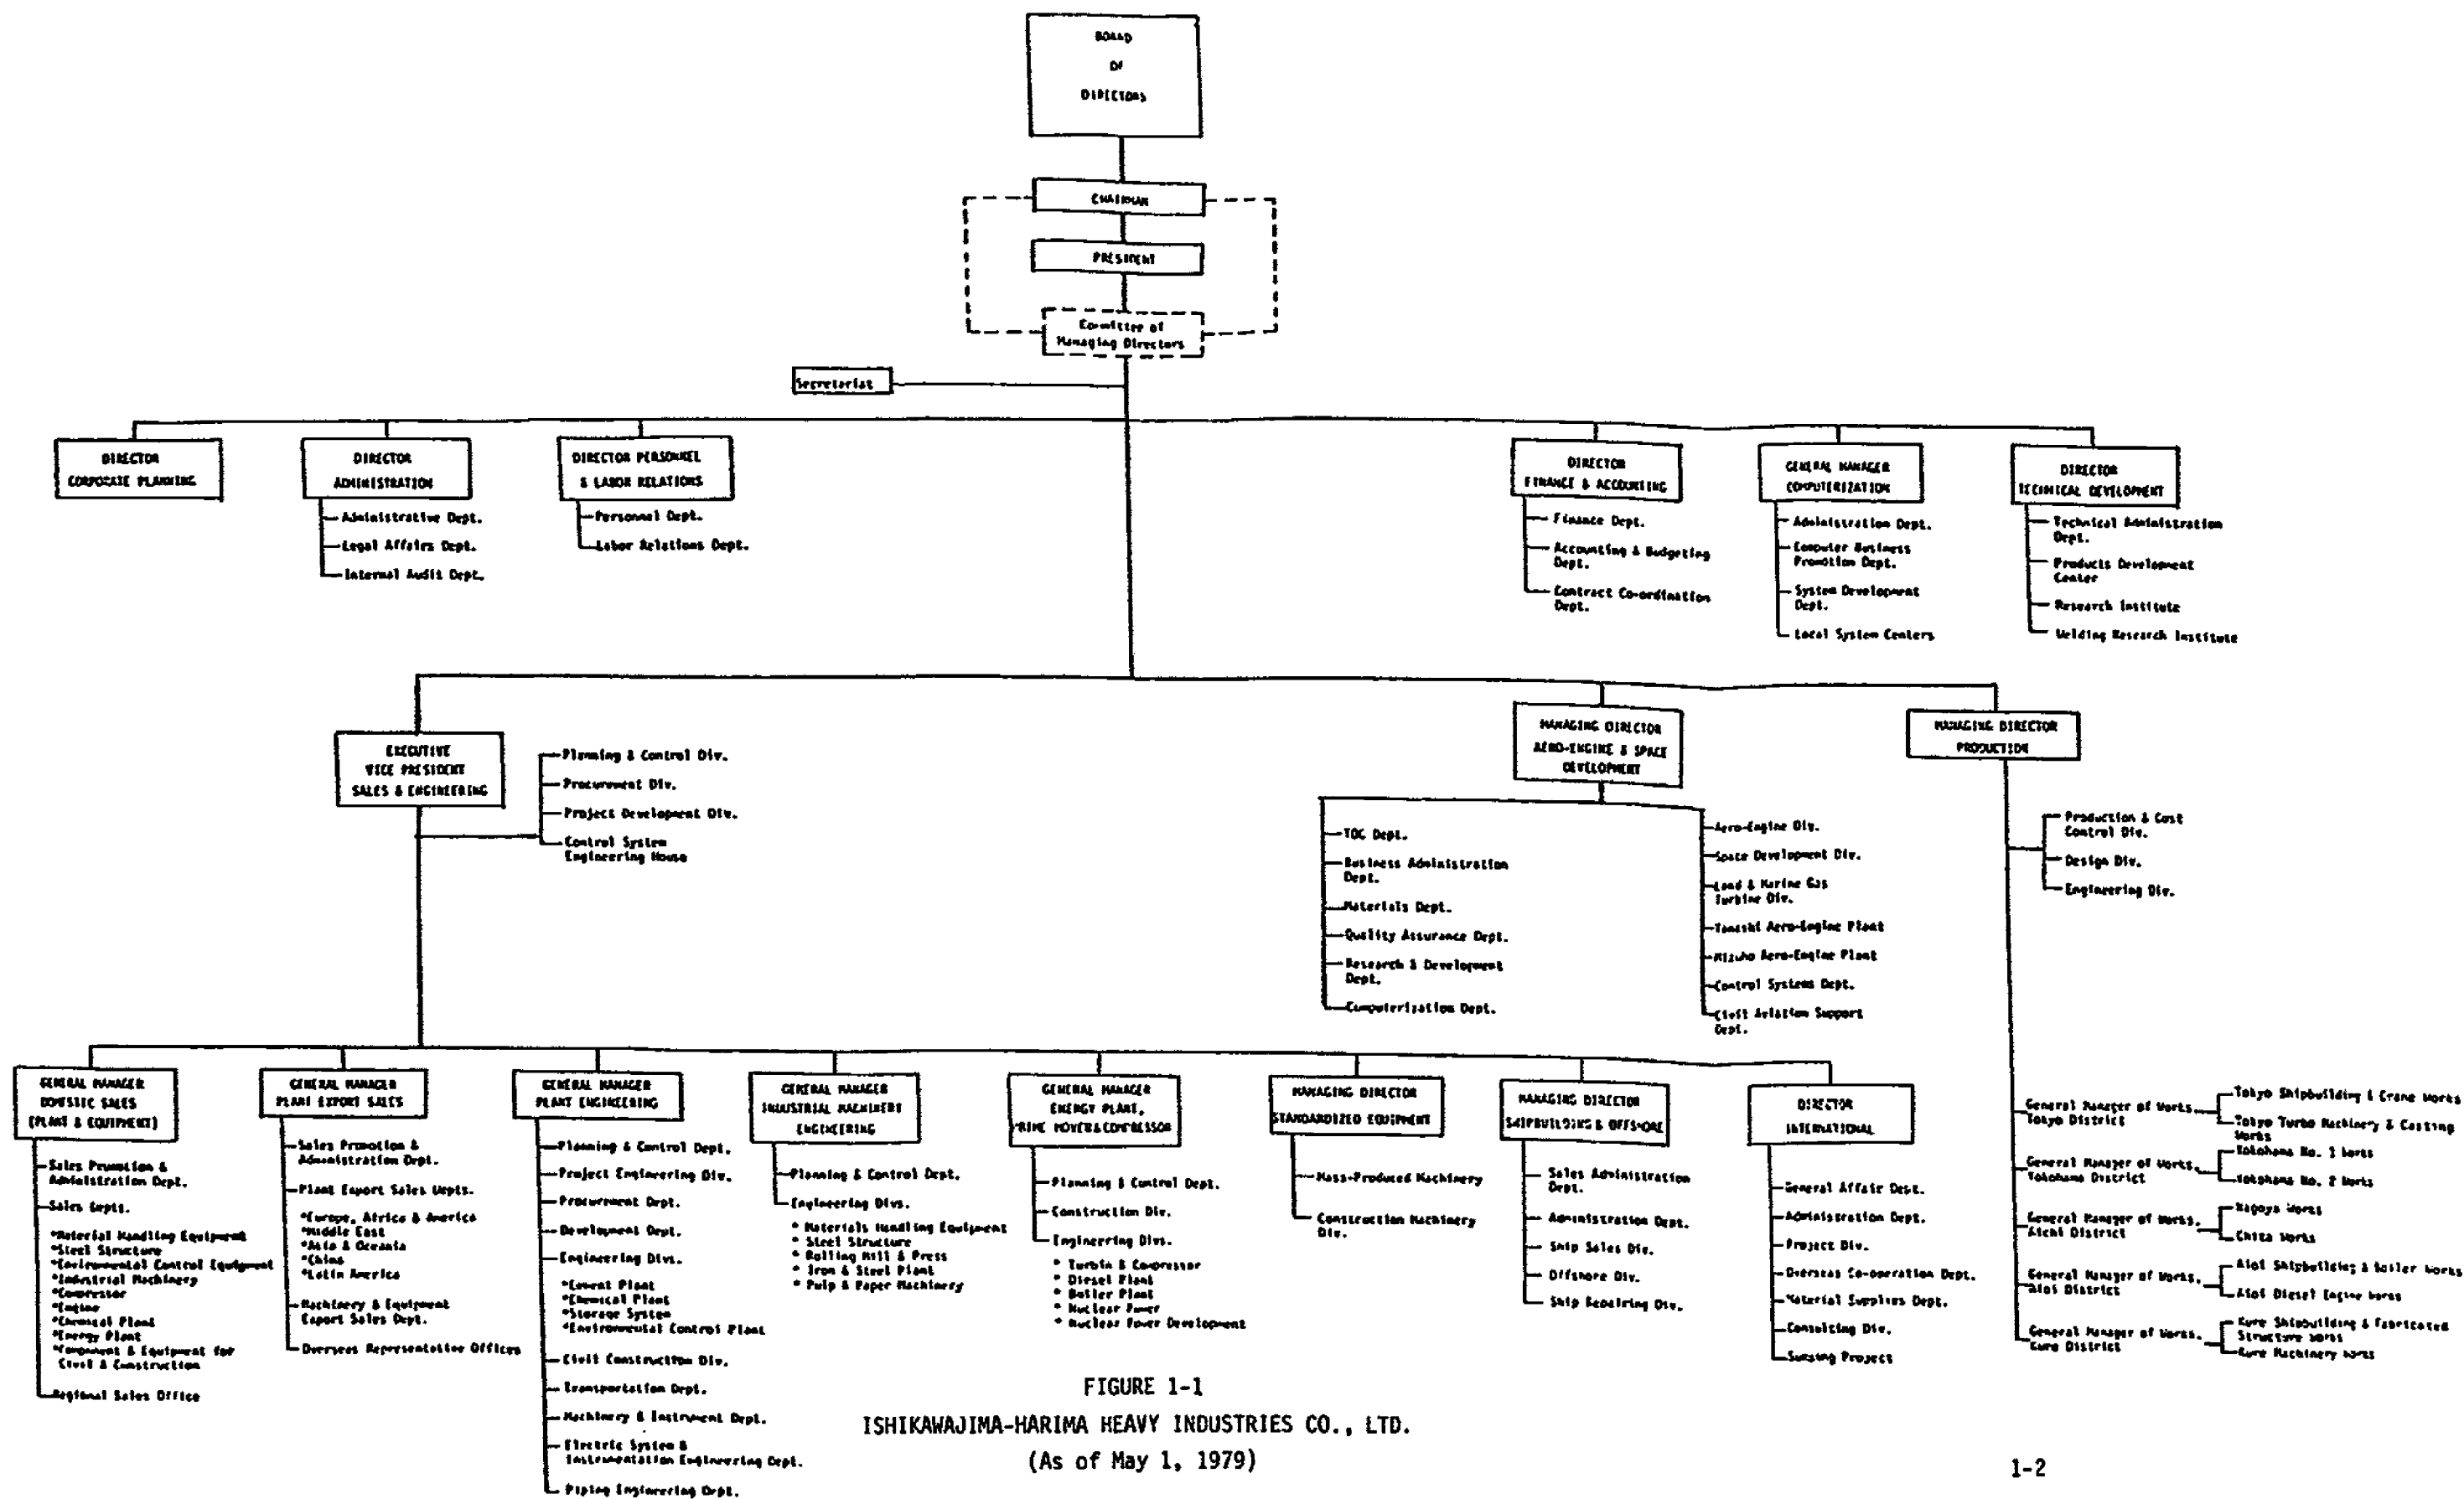 BOARD
OF
DIRECTORS
CHAIRMAN
PRESIDENT
Committee of
Managing Directors
Secretariat
DIRECTOR
CORPORATE PLANNING
DIRECTOR
ADMINISTRATION
Administrative Dept.
Legal Affairs Dept.
Internal Audit Dept.
DIRECTOR PERSONNEL
& LABOR RELATIONS
Personnel Dept.
Labor Relations Dept.
DIRECTOR
FINANCE & ACCOUNTING
Finance Dept.
Accounting & Budgeting
Dept.
Contract Co-ordination
Dept.
GENERAL MANAGER
COMPUTERIZATION
Administration Dept.
Computer Business
Promotion Dept.
System Development
Dept.
Local System Centers
DIRECTOR
TECHNICAL DEVELOPMENT
Technical Administration
Dept.
Products Development
Center
Research Institute
Welding Research Institute
EXECUTIVE
VICE PRESIDENT
SALES & ENGINEERING
Planning & Control Div.
Procurement Div.
Project Development Div.
Control System
Engineering House
MANAGING DIRECTOR
AERO-ENGINE & SPACE
DEVELOPMENT
Dept.
Business Administration
Dept.
Materials Dept.
Quality Assurance Dept.
Research & Development
Dept.
Computerization Dept.
Aero-Engine Div.
Space Development Div.
Land & Marine Gas
Turbine Div.
Tanashi Aero-Engine Plant
Mizuho Aero-Engine Plant
Control Systems Dept.
Civil Aviation Support
Dept.
MANAGING DIRECTOR
PRODUCTION
Production & Cost
Control Div.
Design Div.
Engineering Div.
General Manager of Works,
Tokyo District
Tokyo Shipbuilding & Crane Works
Tokyo Turbo Machinery & Casting
Works
General Manager of Works,
Yokohama District
Yokohama No. 1 Works
Yokohama No. 2 Works
General Manager of Works,
Aichi District
Nagoya Works
Chita Works
General Manager of Works,
Aioi District
Aioi Shipbuilding & Boiler Works
Aioi Diesel Engine Works
General Manager of Works,
Kure District
Kure Shipbuilding & Fabricated
Structure Works
Kure Machinery Works
GENERAL MANAGER
DOMESTIC SALES
(PLANT & EQUIPMENT)
Sales Promotion &
Administration Dept.
Sales Depts.
*Material Handling Equipment
*Steel Structure
*Environmental Control Equipment
*Industrial Machinery
*Compressor
*Engine
*Chemical Plant
*Energy Plant
*Component & Equipment for
Civil & Construction
Regional Sales Office
GENERAL MANAGER
PLANT EXPORT SALES
Sales Promotion &
Administration Dept.
Plant Export Sales Depts.
*Europe, Africa & America
*Middle East
*Asia & Oceania
*China
*Latin America
Machinery & Equipment
Export Sales Dept.
Overseas Representative Offices
GENERAL MANAGER
PLANT ENGINEERING
Planning & Control Dept.
Project Engineering Div.
Procurement Dept.
Development Dept.
Engineering Divs.
*Cement Plant
*Chemical Plant
*Storage System
*Environmental Control Plant
Civil Construction Div.
Transportation Dept.
Machinery & Instrument Dept.
Electric System &
Instrumentation Engineering Dept.
Piping Engineering Dept.
GENERAL MANAGER
INDUSTRIAL MACHINERY
ENGINEERING
Planning & Control Dept.
Engineering Divs.
* Materials Handling Equipment
* Steel Structure
* Rolling Mill & Press
* Iron & Steel Plant
* Pulp & Paper Machinery
GENERAL MANAGER
ENERGY PLANT,
PRIME MOVER & COMPRESSOR
Planning & Control Dept.
Construction Div.
Engineering Divs.
* Turbin & Compressor
* Diesel Plant
* Boiler Plant
* Nuclear Power
* Nuclear Power Development
MANAGING DIRECTOR
STANDARDIZED EQUIPMENT
Mass-Produced Machinery
Construction Machinery
Div.
MANAGING DIRECTOR
SHIPBUILDING & OFFSHORE
Sales Administration
Dept.
Administration Dept.
Ship Sales Div.
Offshore Div.
Ship Repairing Div.
DIRECTOR
INTERNATIONAL
General Affair Dept.
Administration Dept.
Project Div.
Overseas Co-operation Dept.
Material Supplies Dept.
Consulting Div.
Project
FIGURE 1-1
ISHIKAWAJIMA-HARIMA HEAVY INDUSTRIES CO., LTD.
(As of May 1, 1979)
1-2